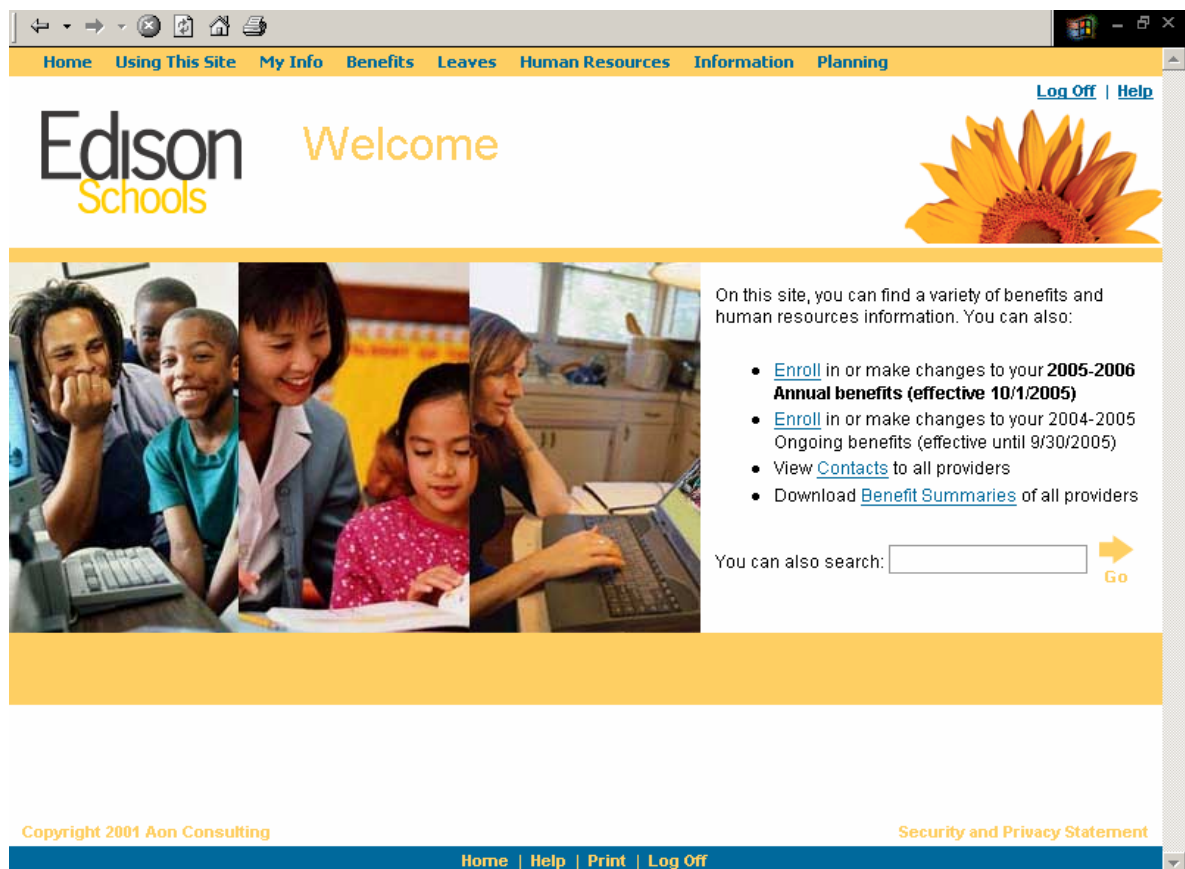 Home Using This Site My Info Benefits Leaves Human Resources Information Planning
Log Off | Help
Edison
Schools
Welcome
On this site, you can find a variety of benefits and
human resources information. You can also:
• Enroll in or make changes to your 2005-2006
Annual benefits (effective 10/1/2005)
• Enroll in or make changes to your 2004-2005
Ongoing benefits (effective until 9/30/2005)
• View Contacts to all providers
• Download Benefit Summaries of all providers
You can also search:
Go
Copyright 2001 Aon Consulting
Security and Privacy Statement
Home | Help | Print | Log Off